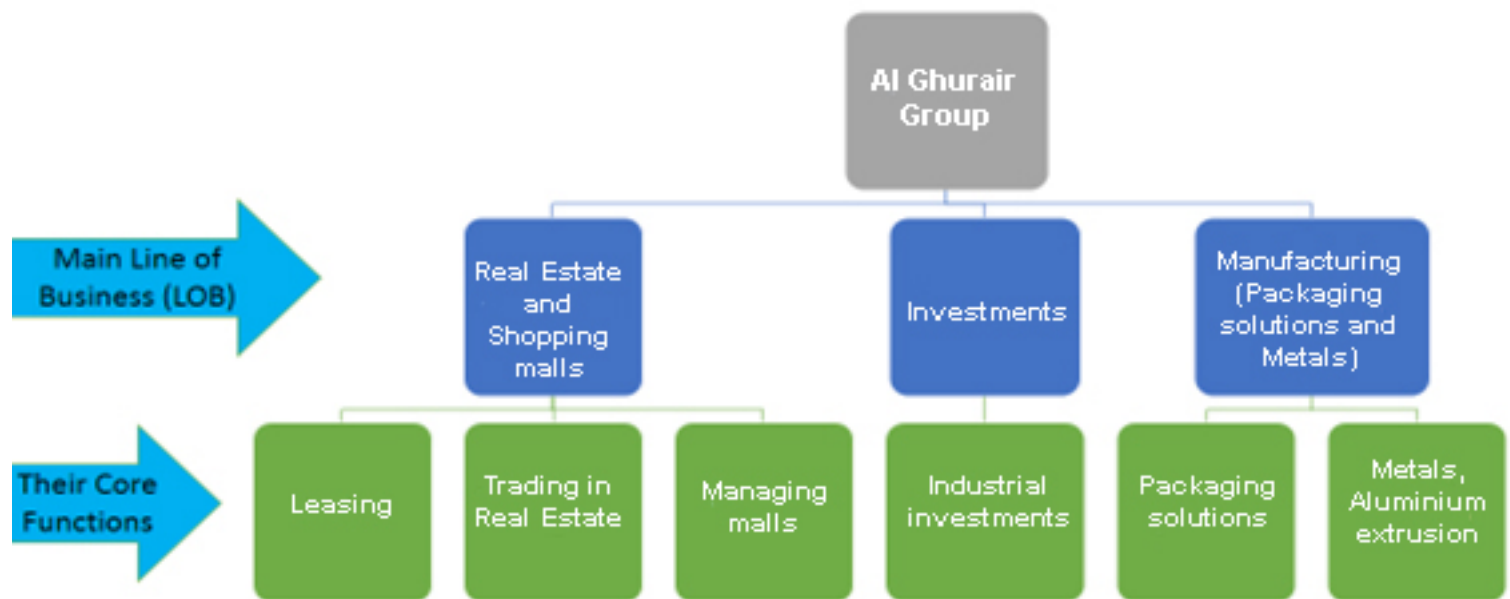 Al Ghurair
Group
Main Line of
Business (LOB)
Real Estate
and
Shopping
malls
Investments
Manufacturing
(Packaging
solutions and
Metals)
Their Core
Functions
Leasing
Trading in
Real Estate
Managing
malls
Industrial
investments
Packaging
solutions
Metals,
Aluminium
extrusion